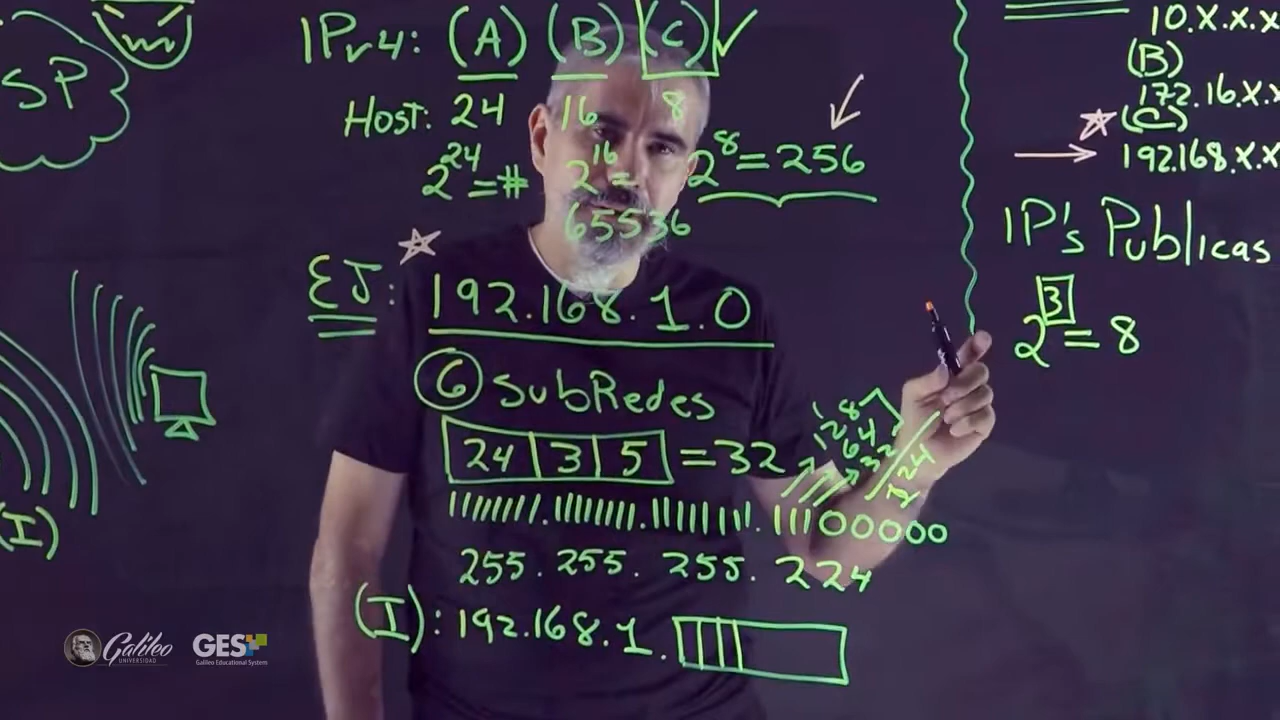 SP
IPv4: (A) (B) (C) ✓
Host: 24 16 8
2^24 = # 2^16 = 65536 2^8 = 256
EJ: 192.168.1.0
6 SubRedes
24 | 3 | 5 = 32
128
64
32
224
11111111.11111111.11111111.11100000
255.255.255.224
(I): 192.168.1.
(I)
10.X.X.X
(B)
172.16.X.X
(C)
192.168.X.X
IP's Publicas
2^3 = 8
Galileo
UNIVERSIDAD
GES
Galileo Educational System